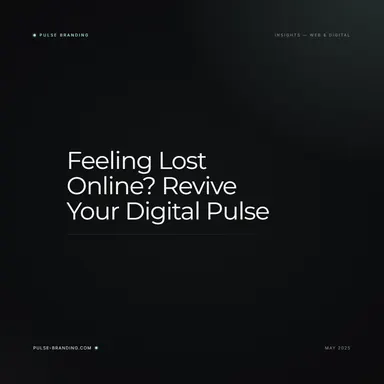 PULSE BRANDING
INSIGHTS — WEB & DIGITAL
Feeling Lost
Online? Revive
Your Digital Pulse
PULSE-BRANDING.COM
MAY 2025